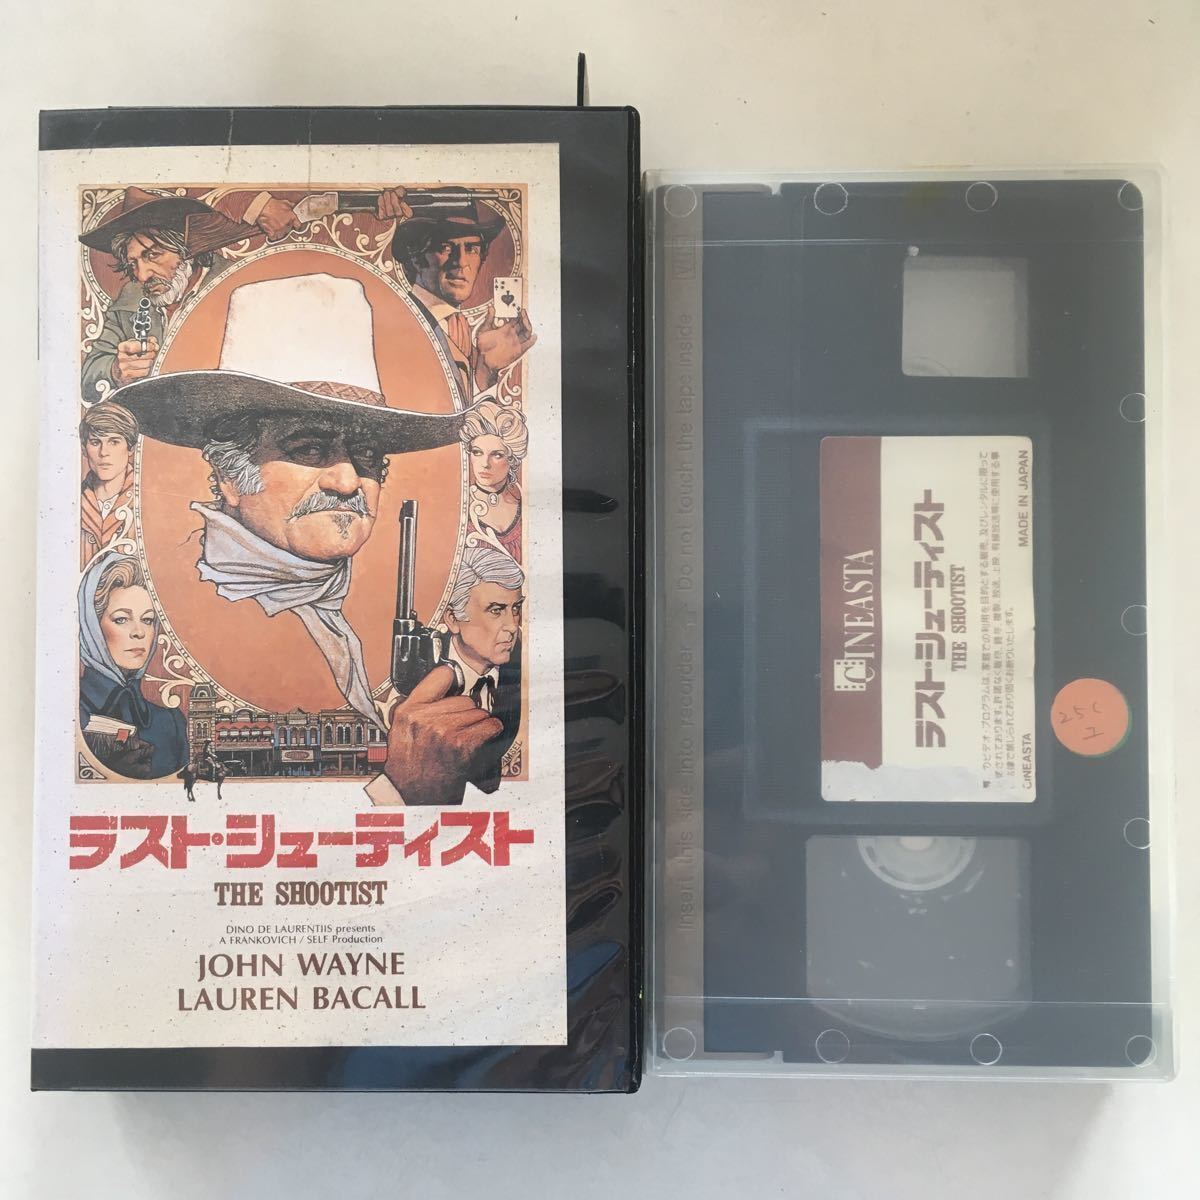 ラスト・シューティスト
THE SHOOTIST
DINO DE LAURENTIIS presents
A FRANKOVICH / SELF Production
JOHN WAYNE
LAUREN BACALL
AMSEL
VHS
Insert this side into recorder
Do not touch the tape inside
CINEASTA
ラスト・シューティスト
THE SHOOTIST
CINEASTA
MADE IN JAPAN
25C